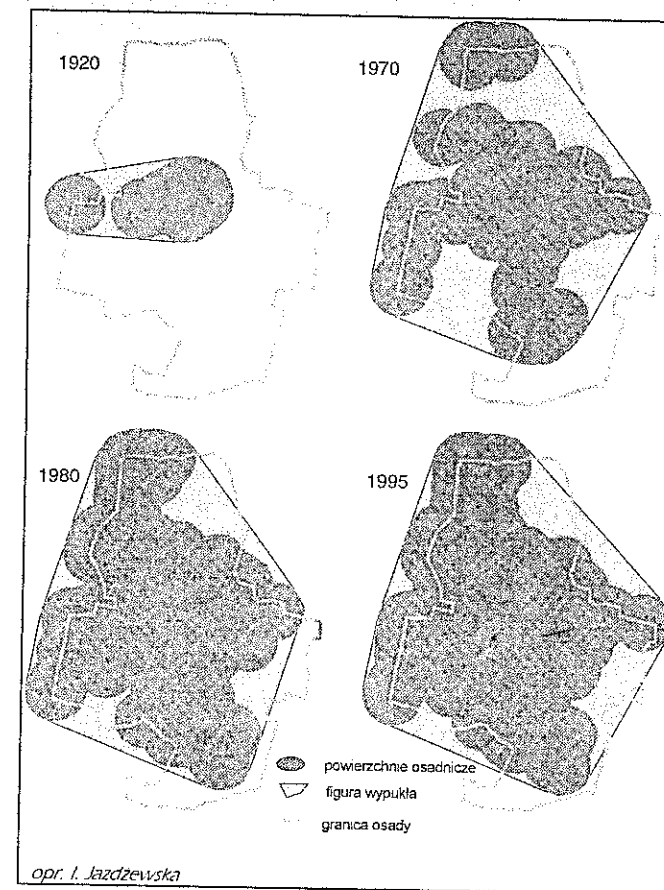 1920
1970
1980
1995
powierzchnie osadnicze
figura wypukła
granica osady
opr. I. Jażdżewska